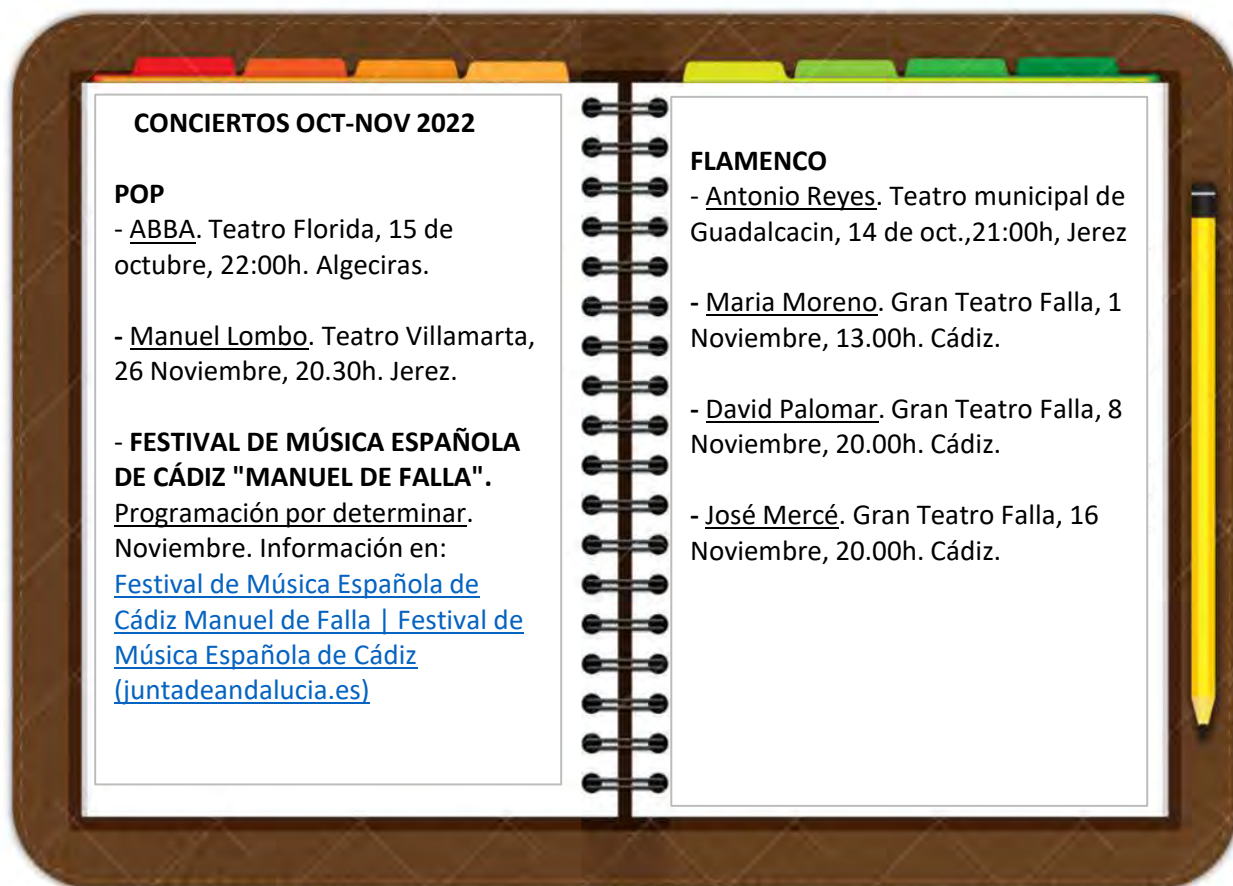 CONCIERTOS OCT-NOV 2022
POP
- ABBA. Teatro Florida, 15 de
octubre, 22:00h. Algeciras.
- Manuel Lombo. Teatro Villamarta,
26 Noviembre, 20.30h. Jerez.
- FESTIVAL DE MÚSICA ESPAÑOLA
DE CÁDIZ "MANUEL DE FALLA".
Programación por determinar.
Noviembre. Información en:
Festival de Música Española de
Cádiz Manuel de Falla | Festival de
Música Española de Cádiz
(juntadeandalucia.es)
FLAMENCO
- Antonio Reyes. Teatro municipal de
Guadalcacin, 14 de oct.,21:00h, Jerez
- Maria Moreno. Gran Teatro Falla, 1
Noviembre, 13.00h. Cádiz.
- David Palomar. Gran Teatro Falla, 8
Noviembre, 20.00h. Cádiz.
- José Mercé. Gran Teatro Falla, 16
Noviembre, 20.00h. Cádiz.